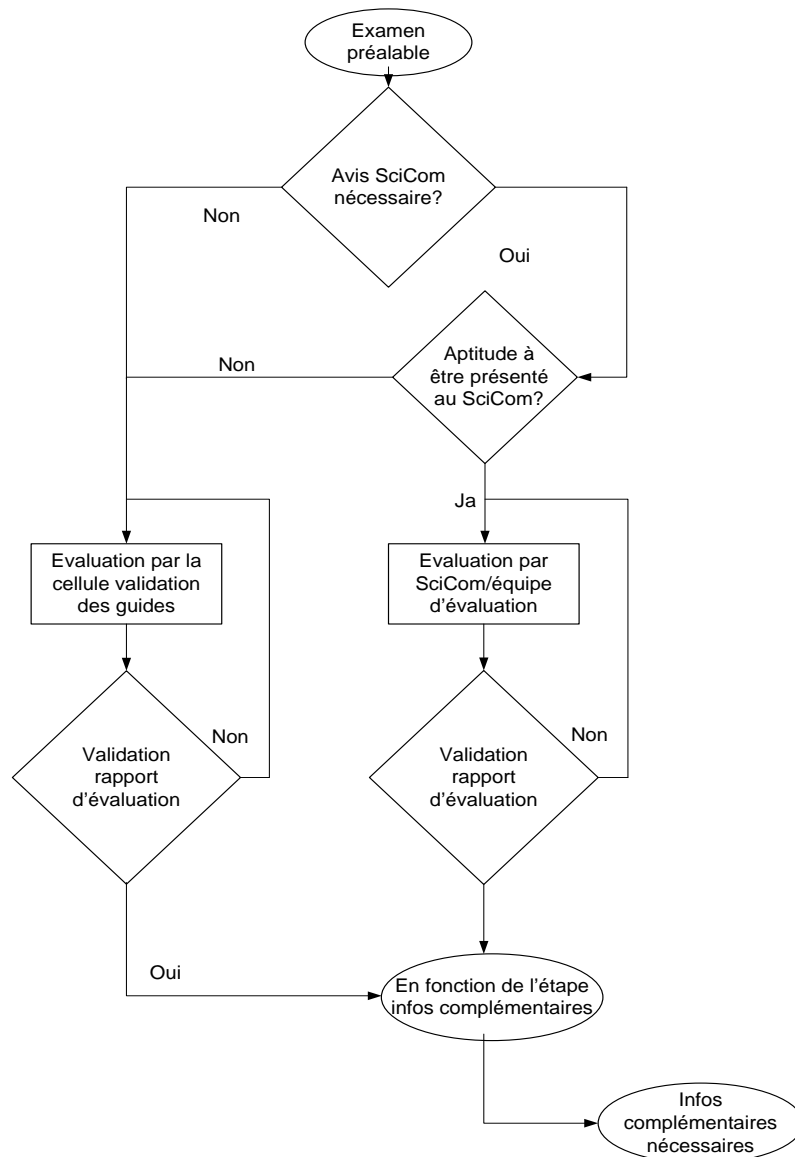 Examen
préalable
Avis SciCom
nécessaire?
Non
Oui
Aptitude à
être présenté
au SciCom?
Non
Ja
Evaluation par la
cellule validation
des guides
Evaluation par
SciCom/équipe
d'évaluation
Validation
rapport
d'évaluation
Non
Validation
rapport
d'évaluation
Non
Oui
En fonction de l'étape
infos complémentaires
Infos
complémentaires
nécessaires